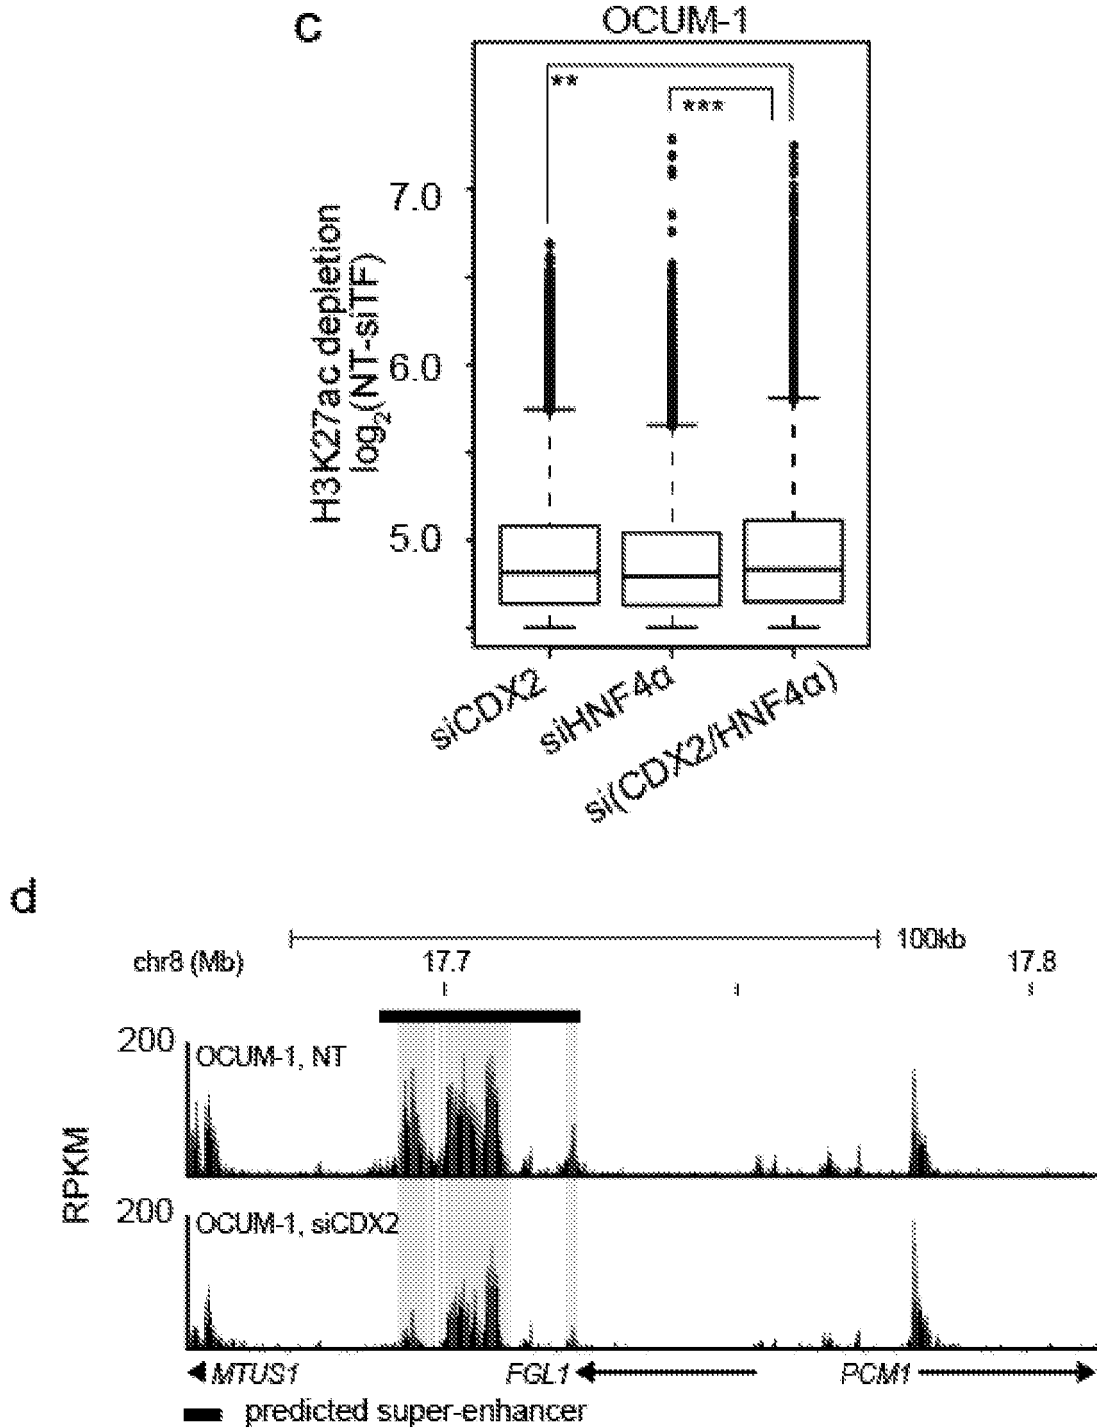 c
OCUM-1
**
***
7.0
6.0
5.0
H3K27ac depletion
log₂(NT-siTF)
siCDX2
siHNF4α
si(CDX2/HNF4α)
d
100kb
chr8 (Mb) 17.7 17.8
200
OCUM-1, NT
RPKM
200
OCUM-1, siCDX2
MTUS1 FGL1 PCM1
predicted super-enhancer